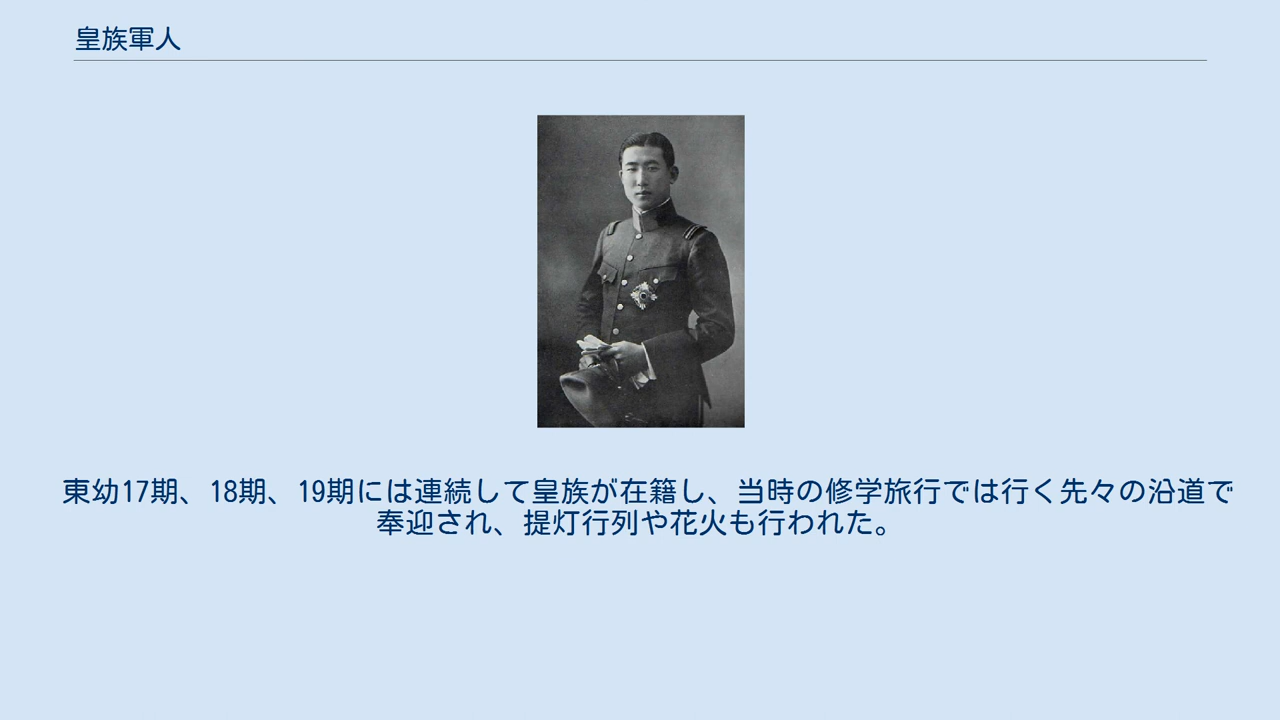 皇族軍人
東幼17期、18期、19期には連続して皇族が在籍し、当時の修学旅行では行く先々の沿道で
奉迎され、提灯行列や花火も行われた。